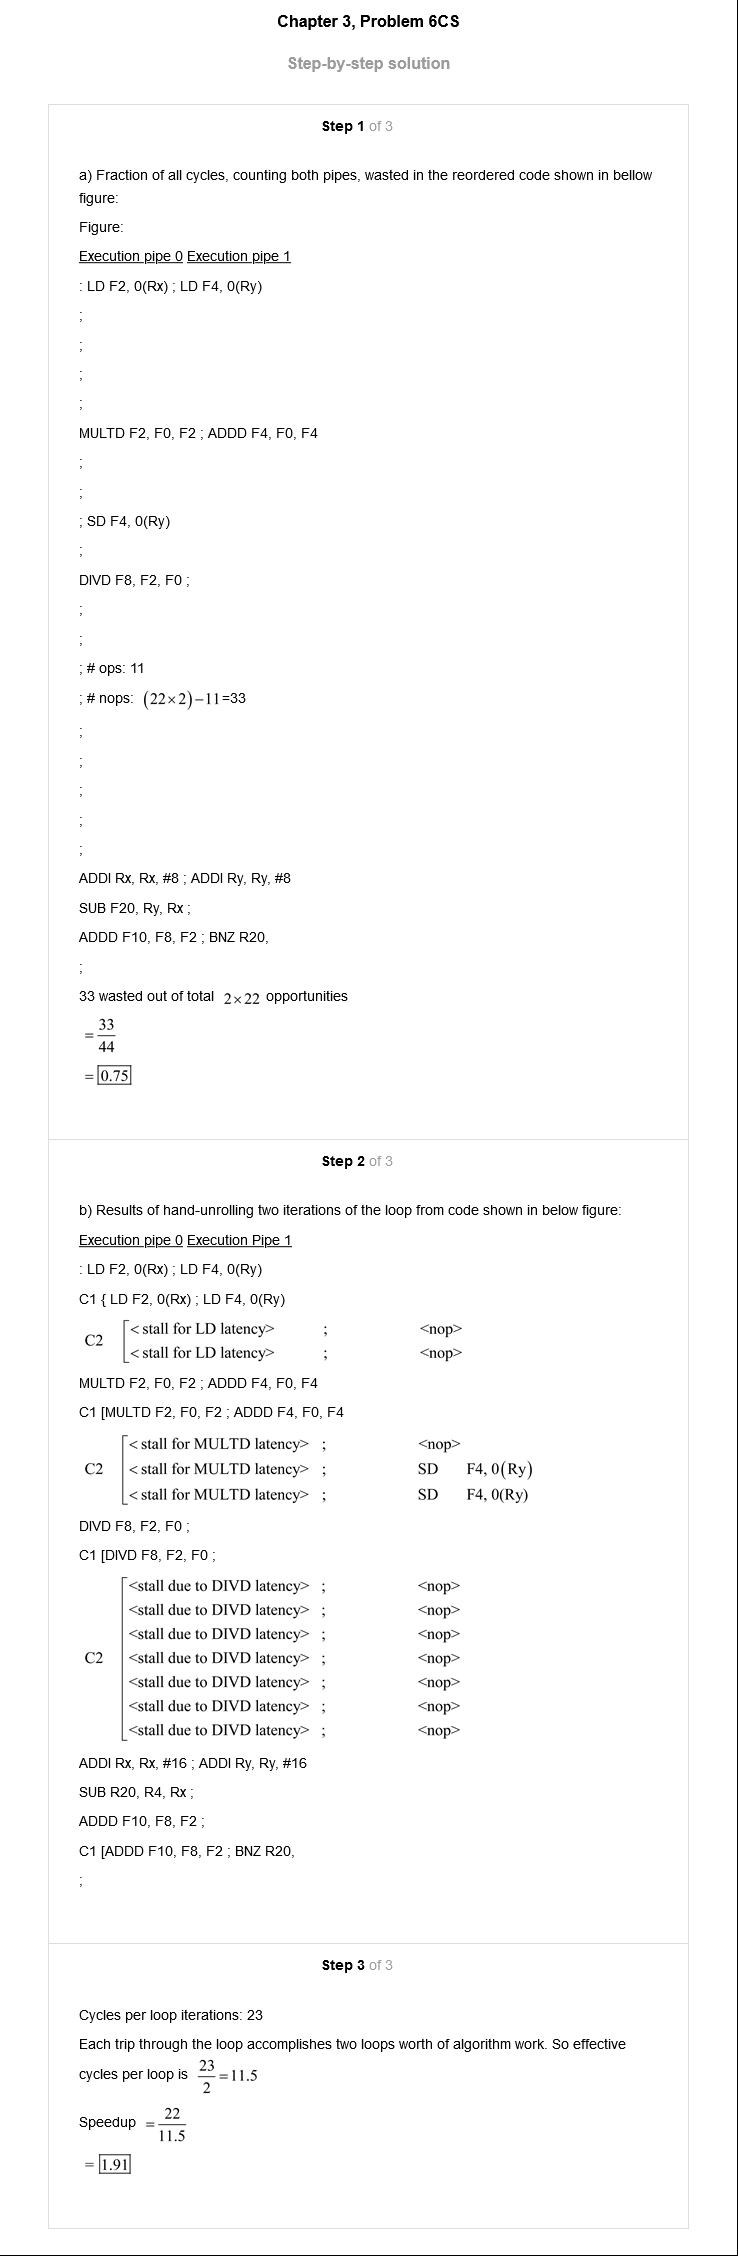 Chapter 3, Problem 6CS
Step-by-step solution
Step 1 of 3
a) Fraction of all cycles, counting both pipes, wasted in the reordered code shown in bellow
figure:
Figure:
Execution pipe 0 Execution pipe 1
: LD F2, 0(Rx) ; LD F4, 0(Ry)
;
;
;
;
MULTD F2, F0, F2 ; ADDD F4, F0, F4
;
;
; SD F4, 0(Ry)
;
DIVD F8, F2, F0 ;
;
;
; # ops: 11
; # nops: (22×2)−11=33
;
;
;
;
;
ADDI Rx, Rx, #8 ; ADDI Ry, Ry, #8
SUB F20, Ry, Rx ;
ADDD F10, F8, F2 ; BNZ R20,
;
33 wasted out of total 2×22 opportunities
= 33/44
= 0.75
Step 2 of 3
b) Results of hand-unrolling two iterations of the loop from code shown in below figure:
Execution pipe 0 Execution Pipe 1
: LD F2, 0(Rx) ; LD F4, 0(Ry)
C1 { LD F2, 0(Rx) ; LD F4, 0(Ry)
C2 [< stall for LD latency> ; <nop>
< stall for LD latency> ; <nop>
MULTD F2, F0, F2 ; ADDD F4, F0, F4
C1 [MULTD F2, F0, F2 ; ADDD F4, F0, F4
C2 [< stall for MULTD latency> ; <nop>
< stall for MULTD latency> ; SD F4, 0(Ry)
< stall for MULTD latency> ; SD F4, 0(Ry)
DIVD F8, F2, F0 ;
C1 [DIVD F8, F2, F0 ;
C2 [<stall due to DIVD latency> ; <nop>
<stall due to DIVD latency> ; <nop>
<stall due to DIVD latency> ; <nop>
<stall due to DIVD latency> ; <nop>
<stall due to DIVD latency> ; <nop>
<stall due to DIVD latency> ; <nop>
<stall due to DIVD latency> ; <nop>
ADDI Rx, Rx, #16 ; ADDI Ry, Ry, #16
SUB R20, R4, Rx ;
ADDD F10, F8, F2 ;
C1 [ADDD F10, F8, F2 ; BNZ R20,
;
Step 3 of 3
Cycles per loop iterations: 23
Each trip through the loop accomplishes two loops worth of algorithm work. So effective
cycles per loop is 23/2 =11.5
Speedup = 22/11.5
= 1.91